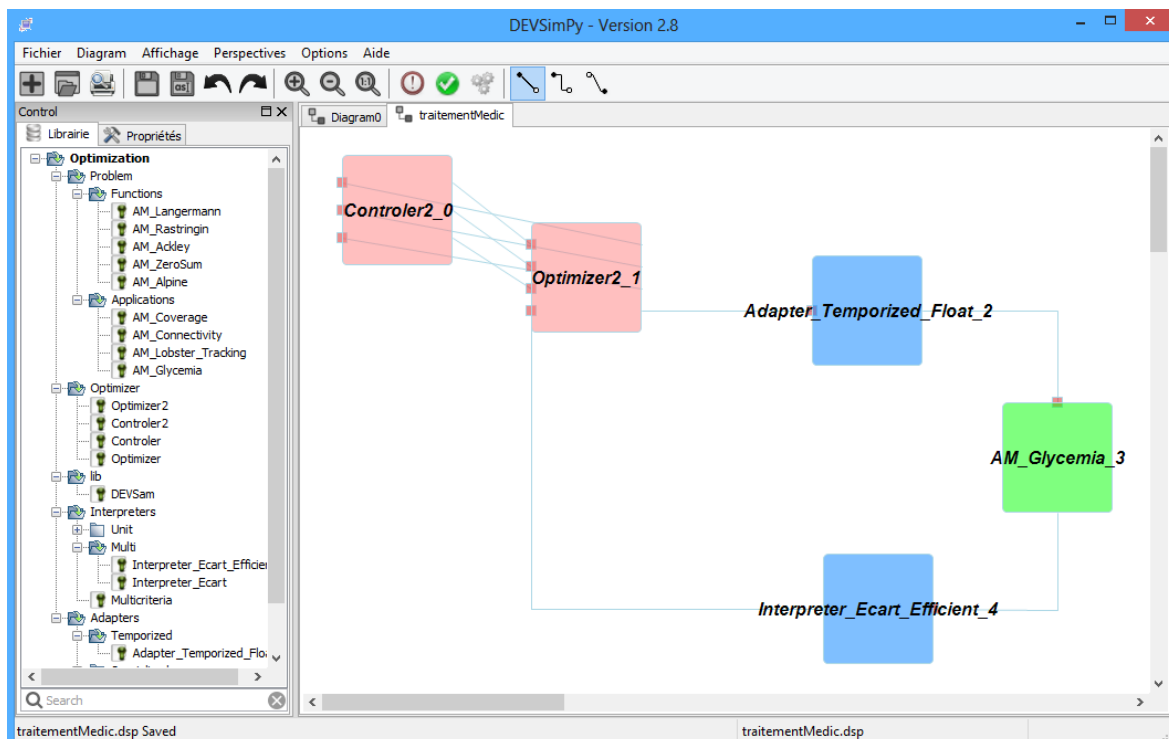 DEVSimPy - Version 2.8
Fichier Diagram Affichage Perspectives Options Aide
Control
Librairie Propriétés
Diagram0 traitementMedic
Optimization
Problem
Functions
AM_Langermann
AM_Rastringin
AM_Ackley
AM_ZeroSum
AM_Alpine
Applications
AM_Coverage
AM_Connectivity
AM_Lobster_Tracking
AM_Glycemia
Optimizer
Optimizer2
Controler2
Controler
Optimizer
lib
DEVSam
Interpreters
Unit
Multi
Interpreter_Ecart_Efficier
Interpreter_Ecart
Multicriteria
Adapters
Temporized
Adapter_Temporized_Floa
Search
Controler2_0
Optimizer2_1
Adapter_Temporized_Float_2
AM_Glycemia_3
Interpreter_Ecart_Efficient_4
traitementMedic.dsp Saved
traitementMedic.dsp